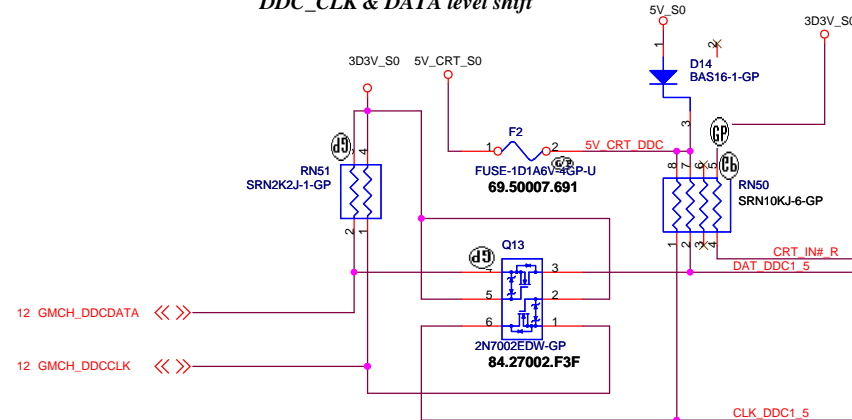 DDC_CLK & DATA level shift
5V_S0
3D3V_S0
3D3V_S0 5V_CRT_S0
1
2
D14
BAS16-1-GP
3
GP
F2
1 2
5V_CRT_DDC
FUSE-1D1A6V-4GP-U
69.50007.691
GP
3 4
RN51
SRN2K2J-1-GP
2 1
8 7 6 5
GP
RN50
SRN10KJ-6-GP
1 2 3 4
GP
Q13
4 3
5 2
6 1
2N7002EDW-GP
84.27002.F3F
CRT_IN#_R
DAT_DDC1_5
12 GMCH_DDCDATA
12 GMCH_DDCCLK
CLK_DDC1_5